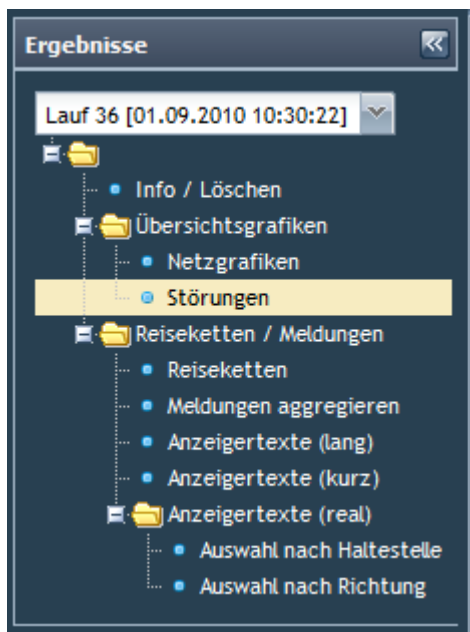 Ergebnisse
Lauf 36 [01.09.2010 10:30:22]
Info / Löschen
Übersichtsgrafiken
Netzgrafiken
Störungen
Reiseketten / Meldungen
Reiseketten
Meldungen aggregieren
Anzeigertexte (lang)
Anzeigertexte (kurz)
Anzeigertexte (real)
Auswahl nach Haltestelle
Auswahl nach Richtung